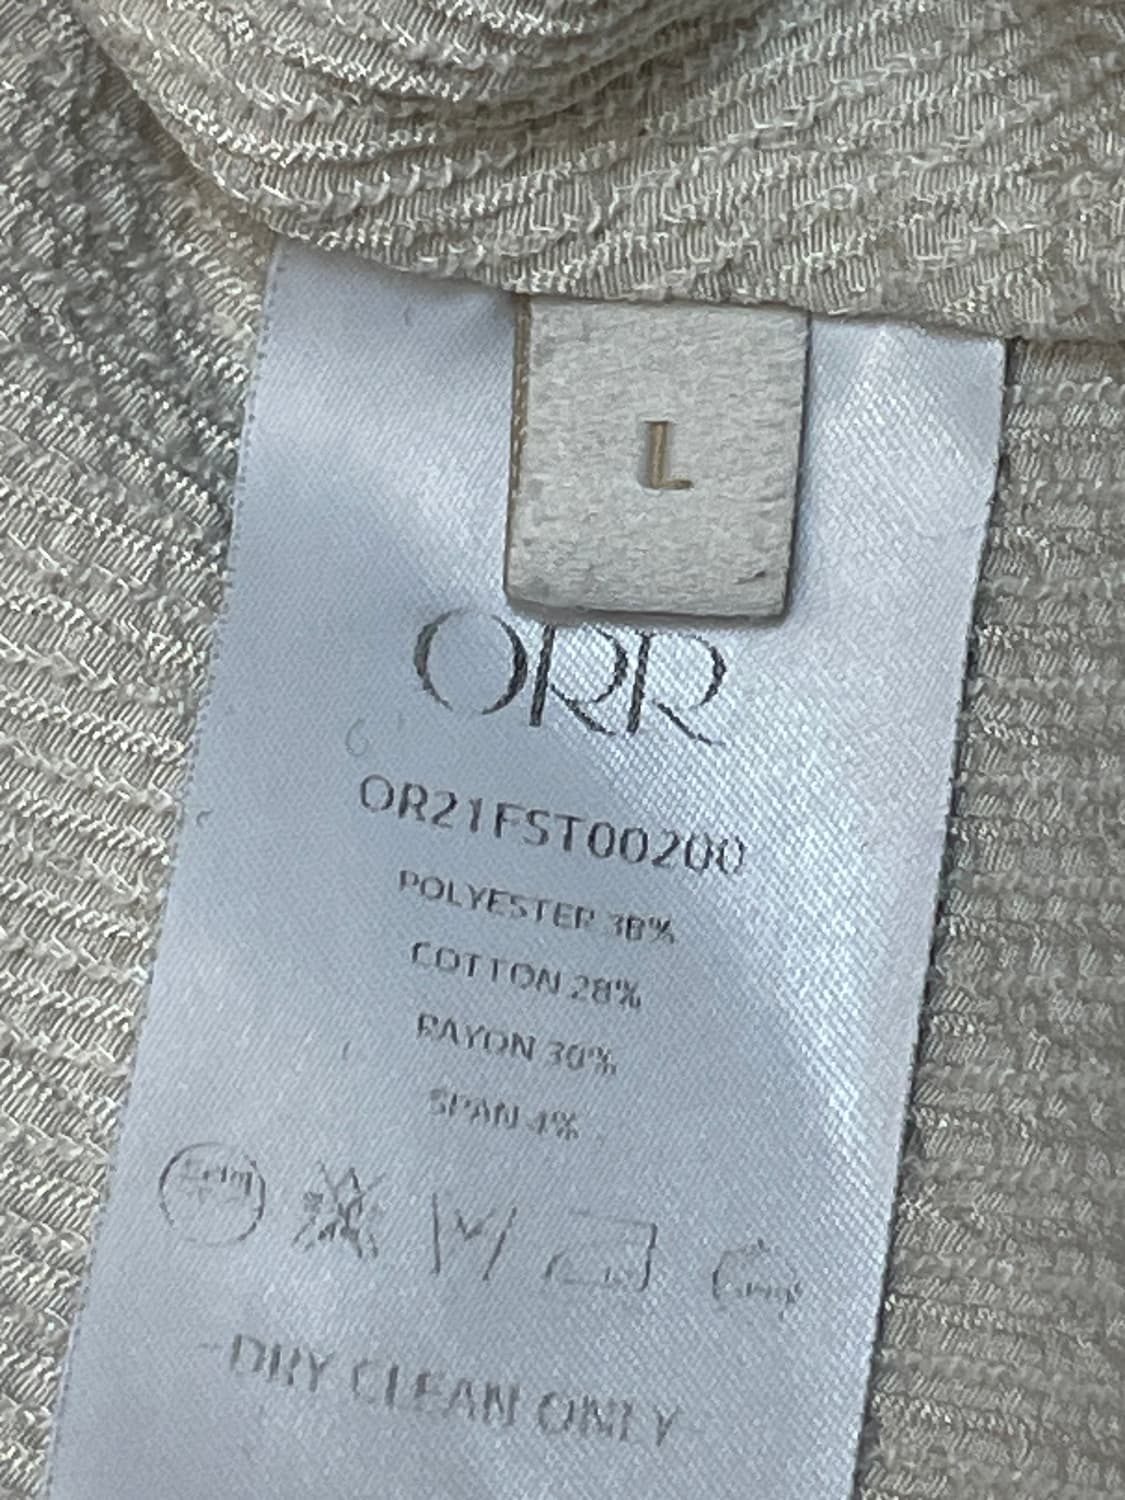 L
ORR
OR21FST00200
POLYESTER 38%
COTTON 28%
RAYON 30%
SPAN 4%
DRY CLEAN ONLY